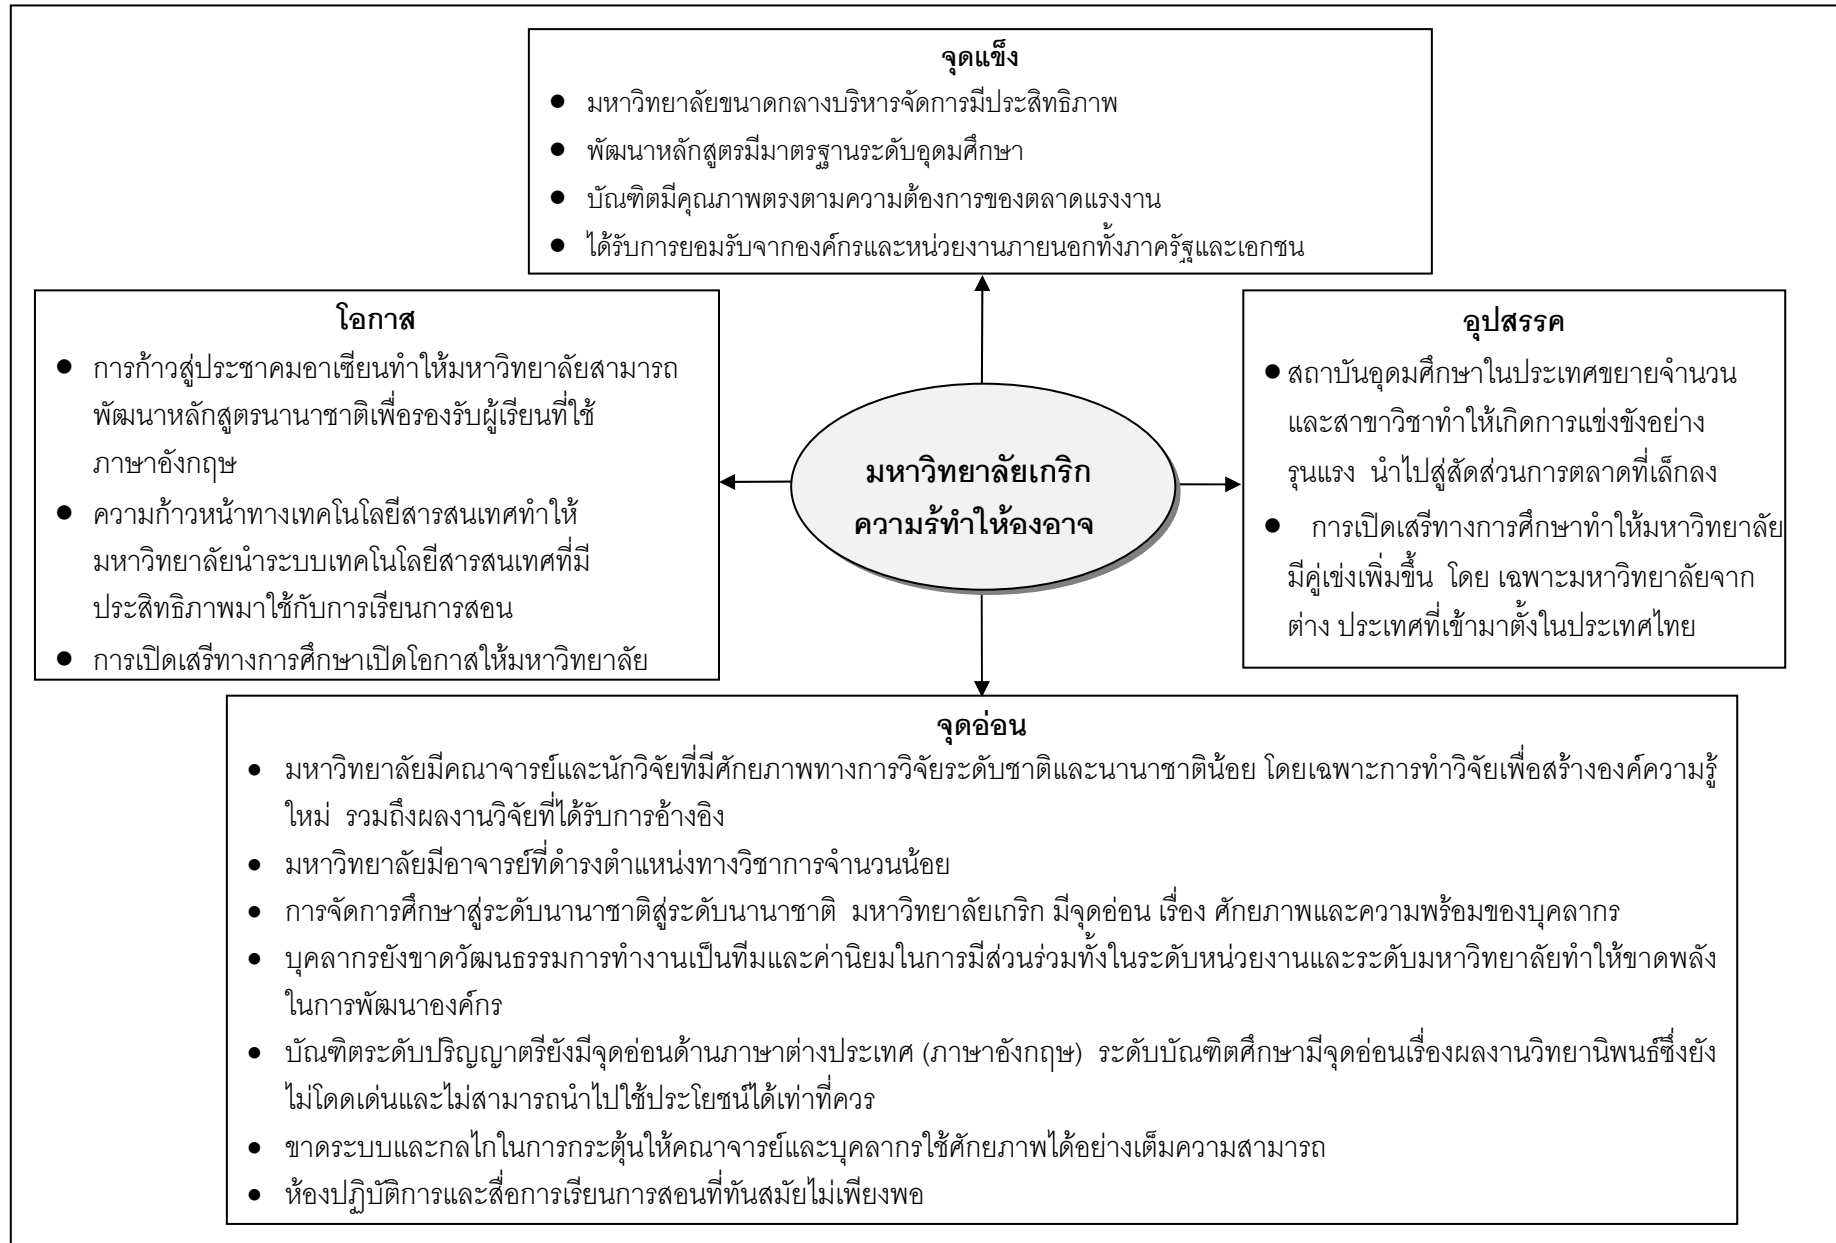 จุดแข็ง
● มหาวิทยาลัยขนาดกลางบริหารจัดการมีประสิทธิภาพ
● พัฒนาหลักสูตรมีมาตรฐานระดับอุดมศึกษา
● บัณฑิตมีคุณภาพตรงตามความต้องการของตลาดแรงงาน
● ได้รับการยอมรับจากองค์กรและหน่วยงานภายนอกทั้งภาครัฐและเอกชน
โอกาส
● การก้าวสู่ประชาคมอาเซียนทำให้มหาวิทยาลัยสามารถ
พัฒนาหลักสูตรนานาชาติเพื่อรองรับผู้เรียนที่ใช้
ภาษาอังกฤษ
● ความก้าวหน้าทางเทคโนโลยีสารสนเทศทำให้
มหาวิทยาลัยนำระบบเทคโนโลยีสารสนเทศที่มี
ประสิทธิภาพมาใช้กับการเรียนการสอน
● การเปิดเสรีทางการศึกษาเปิดโอกาสให้มหาวิทยาลัย
มหาวิทยาลัยเกริก
ความรู้ทำให้องอาจ
อุปสรรค
● สถาบันอุดมศึกษาในประเทศขยายจำนวน
และสาขาวิชาทำให้เกิดการแข่งขังอย่าง
รุนแรง นำไปสู่สัดส่วนการตลาดที่เล็กลง
● การเปิดเสรีทางการศึกษาทำให้มหาวิทยาลัย
มีคู่เข่งเพิ่มขึ้น โดย เฉพาะมหาวิทยาลัยจาก
ต่าง ประเทศที่เข้ามาตั้งในประเทศไทย
จุดอ่อน
● มหาวิทยาลัยมีคณาจารย์และนักวิจัยที่มีศักยภาพทางการวิจัยระดับชาติและนานาชาติน้อย โดยเฉพาะการทำวิจัยเพื่อสร้างองค์ความรู้
ใหม่ รวมถึงผลงานวิจัยที่ได้รับการอ้างอิง
● มหาวิทยาลัยมีอาจารย์ที่ดำรงตำแหน่งทางวิชาการจำนวนน้อย
● การจัดการศึกษาสู่ระดับนานาชาติสู่ระดับนานาชาติ มหาวิทยาลัยเกริก มีจุดอ่อน เรื่อง ศักยภาพและความพร้อมของบุคลากร
● บุคลากรยังขาดวัฒนธรรมการทำงานเป็นทีมและค่านิยมในการมีส่วนร่วมทั้งในระดับหน่วยงานและระดับมหาวิทยาลัยทำให้ขาดพลัง
ในการพัฒนาองค์กร
● บัณฑิตระดับปริญญาตรียังมีจุดอ่อนด้านภาษาต่างประเทศ (ภาษาอังกฤษ) ระดับบัณฑิตศึกษามีจุดอ่อนเรื่องผลงานวิทยานิพนธ์ซึ่งยัง
ไม่โดดเด่นและไม่สามารถนำไปใช้ประโยชน์ได้เท่าที่ควร
● ขาดระบบและกลไกในการกระตุ้นให้คณาจารย์และบุคลากรใช้ศักยภาพได้อย่างเต็มความสามารถ
● ห้องปฏิบัติการและสื่อการเรียนการสอนที่ทันสมัยไม่เพียงพอ